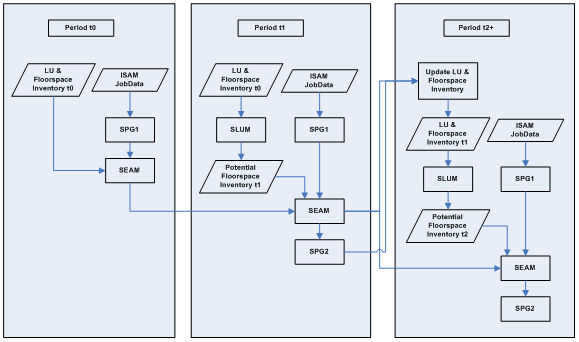 Period t0
LU &
Floorspace
Inventory t0
ISAM
JobData
SPG1
SEAM
Period t1
LU &
Floorspace
Inventory t0
ISAM
JobData
SLUM
SPG1
Potential
Floorspace
Inventory t1
SEAM
SPG2
Period t2+
Update LU &
Floorspace
Inventory
LU &
Floorspace
Inventory t1
ISAM
JobData
SLUM
SPG1
Potential
Floorspace
Inventory t2
SEAM
SPG2